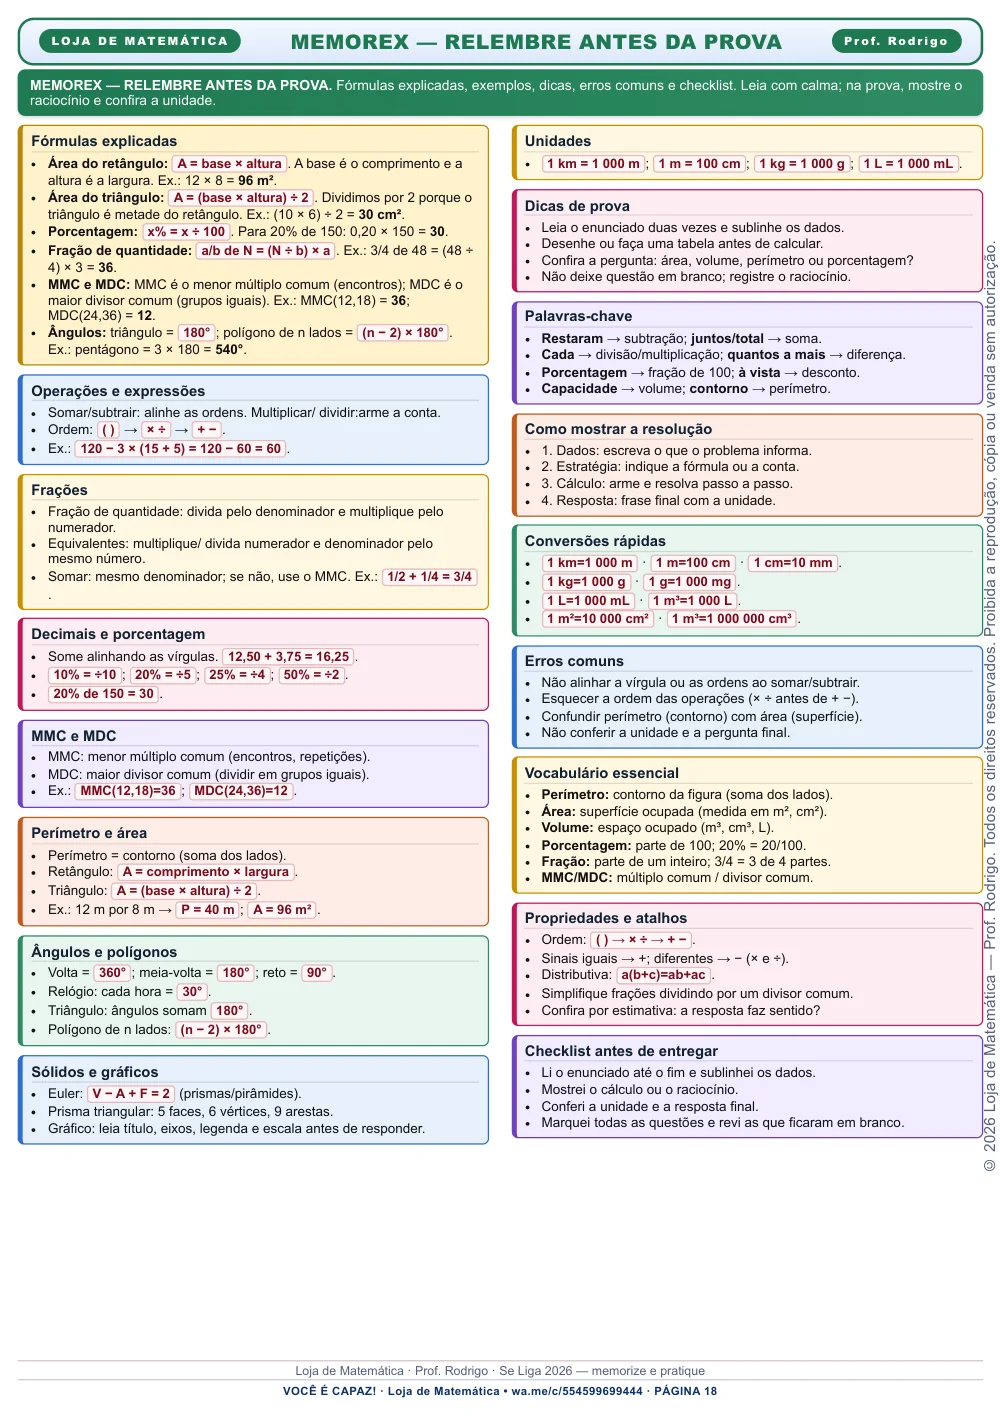 LOJA DE MATEMÁTICA
MEMOREX — RELEMBRE ANTES DA PROVA
Prof. Rodrigo
MEMOREX — RELEMBRE ANTES DA PROVA. Fórmulas explicadas, exemplos, dicas, erros comuns e checklist. Leia com calma; na prova, mostre o
raciocínio e confira a unidade.
Fórmulas explicadas
• Área do retângulo: A = base × altura . A base é o comprimento e a
altura é a largura. Ex.: 12 × 8 = 96 m².
• Área do triângulo: A = (base × altura) ÷ 2 . Dividimos por 2 porque o
triângulo é metade do retângulo. Ex.: (10 × 6) ÷ 2 = 30 cm².
• Porcentagem: x% = x ÷ 100 . Para 20% de 150: 0,20 × 150 = 30.
• Fração de quantidade: a/b de N = (N ÷ b) × a . Ex.: 3/4 de 48 = (48 ÷
4) × 3 = 36.
• MMC e MDC: MMC é o menor múltiplo comum (encontros); MDC é o
maior divisor comum (grupos iguais). Ex.: MMC(12,18) = 36;
MDC(24,36) = 12.
• Ângulos: triângulo = 180° ; polígono de n lados = (n − 2) × 180° .
Ex.: pentágono = 3 × 180 = 540°.
Operações e expressões
• Somar/subtrair: alinhe as ordens. Multiplicar/ dividir:arme a conta.
• Ordem: ( ) → × ÷ → + − .
• Ex.: 120 − 3 × (15 + 5) = 120 − 60 = 60 .
Frações
• Fração de quantidade: divida pelo denominador e multiplique pelo
numerador.
• Equivalentes: multiplique/ divida numerador e denominador pelo
mesmo número.
• Somar: mesmo denominador; se não, use o MMC. Ex.: 1/2 + 1/4 = 3/4
.
Decimais e porcentagem
• Some alinhando as vírgulas. 12,50 + 3,75 = 16,25 .
• 10% = ÷10 ; 20% = ÷5 ; 25% = ÷4 ; 50% = ÷2 .
• 20% de 150 = 30 .
MMC e MDC
• MMC: menor múltiplo comum (encontros, repetições).
• MDC: maior divisor comum (dividir em grupos iguais).
• Ex.: MMC(12,18)=36 ; MDC(24,36)=12 .
Perímetro e área
• Perímetro = contorno (soma dos lados).
• Retângulo: A = comprimento × largura .
• Triângulo: A = (base × altura) ÷ 2 .
• Ex.: 12 m por 8 m → P = 40 m ; A = 96 m² .
Ângulos e polígonos
• Volta = 360° ; meia-volta = 180° ; reto = 90° .
• Relógio: cada hora = 30° .
• Triângulo: ângulos somam 180° .
• Polígono de n lados: (n − 2) × 180° .
Sólidos e gráficos
• Euler: V − A + F = 2 (prismas/pirâmides).
• Prisma triangular: 5 faces, 6 vértices, 9 arestas.
• Gráfico: leia título, eixos, legenda e escala antes de responder.
Unidades
• 1 km = 1 000 m ; 1 m = 100 cm ; 1 kg = 1 000 g ; 1 L = 1 000 mL .
Dicas de prova
• Leia o enunciado duas vezes e sublinhe os dados.
• Desenhe ou faça uma tabela antes de calcular.
• Confira a pergunta: área, volume, perímetro ou porcentagem?
• Não deixe questão em branco; registre o raciocínio.
Palavras-chave
• Restaram → subtração; juntos/total → soma.
• Cada → divisão/multiplicação; quantos a mais → diferença.
• Porcentagem → fração de 100; à vista → desconto.
• Capacidade → volume; contorno → perímetro.
Como mostrar a resolução
• 1. Dados: escreva o que o problema informa.
• 2. Estratégia: indique a fórmula ou a conta.
• 3. Cálculo: arme e resolva passo a passo.
• 4. Resposta: frase final com a unidade.
Conversões rápidas
• 1 km=1 000 m · 1 m=100 cm · 1 cm=10 mm .
• 1 kg=1 000 g · 1 g=1 000 mg .
• 1 L=1 000 mL · 1 m³=1 000 L .
• 1 m²=10 000 cm² · 1 m³=1 000 000 cm³ .
Erros comuns
• Não alinhar a vírgula ou as ordens ao somar/subtrair.
• Esquecer a ordem das operações (× ÷ antes de + −).
• Confundir perímetro (contorno) com área (superfície).
• Não conferir a unidade e a pergunta final.
Vocabulário essencial
• Perímetro: contorno da figura (soma dos lados).
• Área: superfície ocupada (medida em m², cm²).
• Volume: espaço ocupado (m³, cm³, L).
• Porcentagem: parte de 100; 20% = 20/100.
• Fração: parte de um inteiro; 3/4 = 3 de 4 partes.
• MMC/MDC: múltiplo comum / divisor comum.
Propriedades e atalhos
• Ordem: ( ) → × ÷ → + − .
• Sinais iguais → +; diferentes → − (× e ÷).
• Distributiva: a(b+c)=ab+ac .
• Simplifique frações dividindo por um divisor comum.
• Confira por estimativa: a resposta faz sentido?
Checklist antes de entregar
• Li o enunciado até o fim e sublinhei os dados.
• Mostrei o cálculo ou o raciocínio.
• Conferi a unidade e a resposta final.
• Marquei todas as questões e revi as que ficaram em branco.
© 2026 Loja de Matemática — Prof. Rodrigo. Todos os direitos reservados. Proibida a reprodução, cópia ou venda sem autorização.
Loja de Matemática · Prof. Rodrigo · Se Liga 2026 — memorize e pratique
VOCÊ É CAPAZ! · Loja de Matemática • wa.me/c/554599699444 · PÁGINA 18